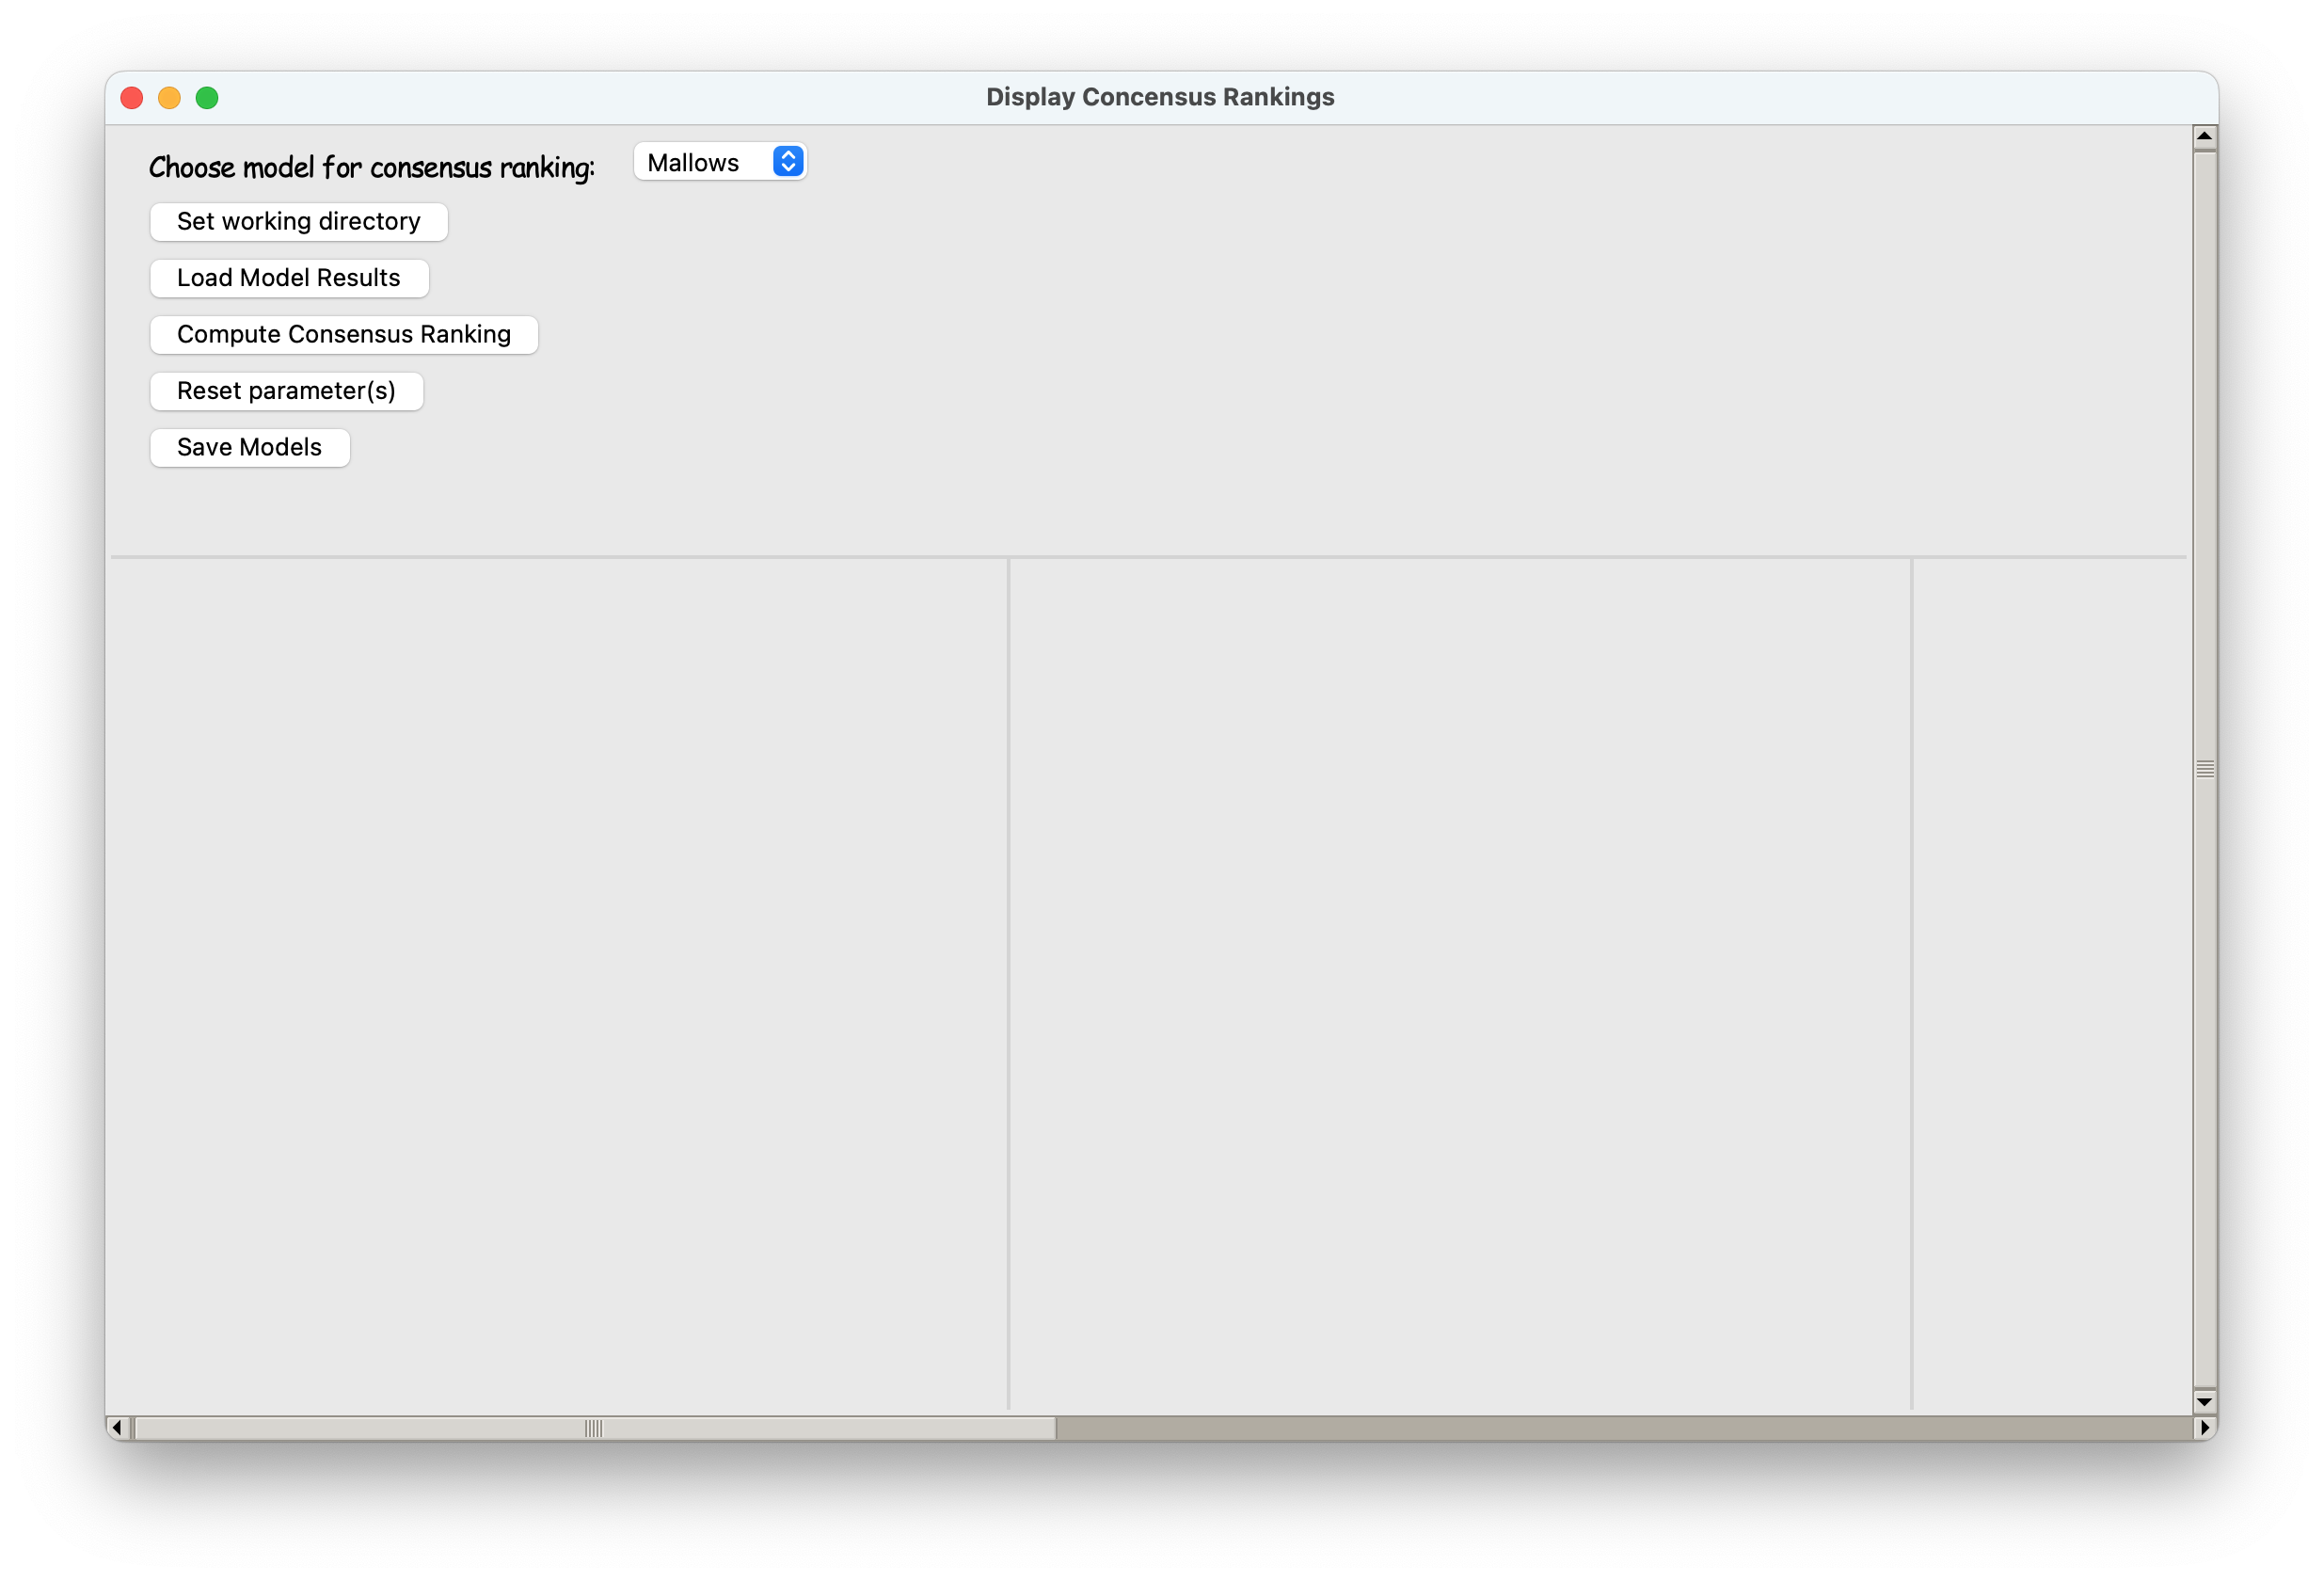 Display Concensus Rankings
Choose model for consensus ranking: Mallows
Set working directory
Load Model Results
Compute Consensus Ranking
Reset parameter(s)
Save Models